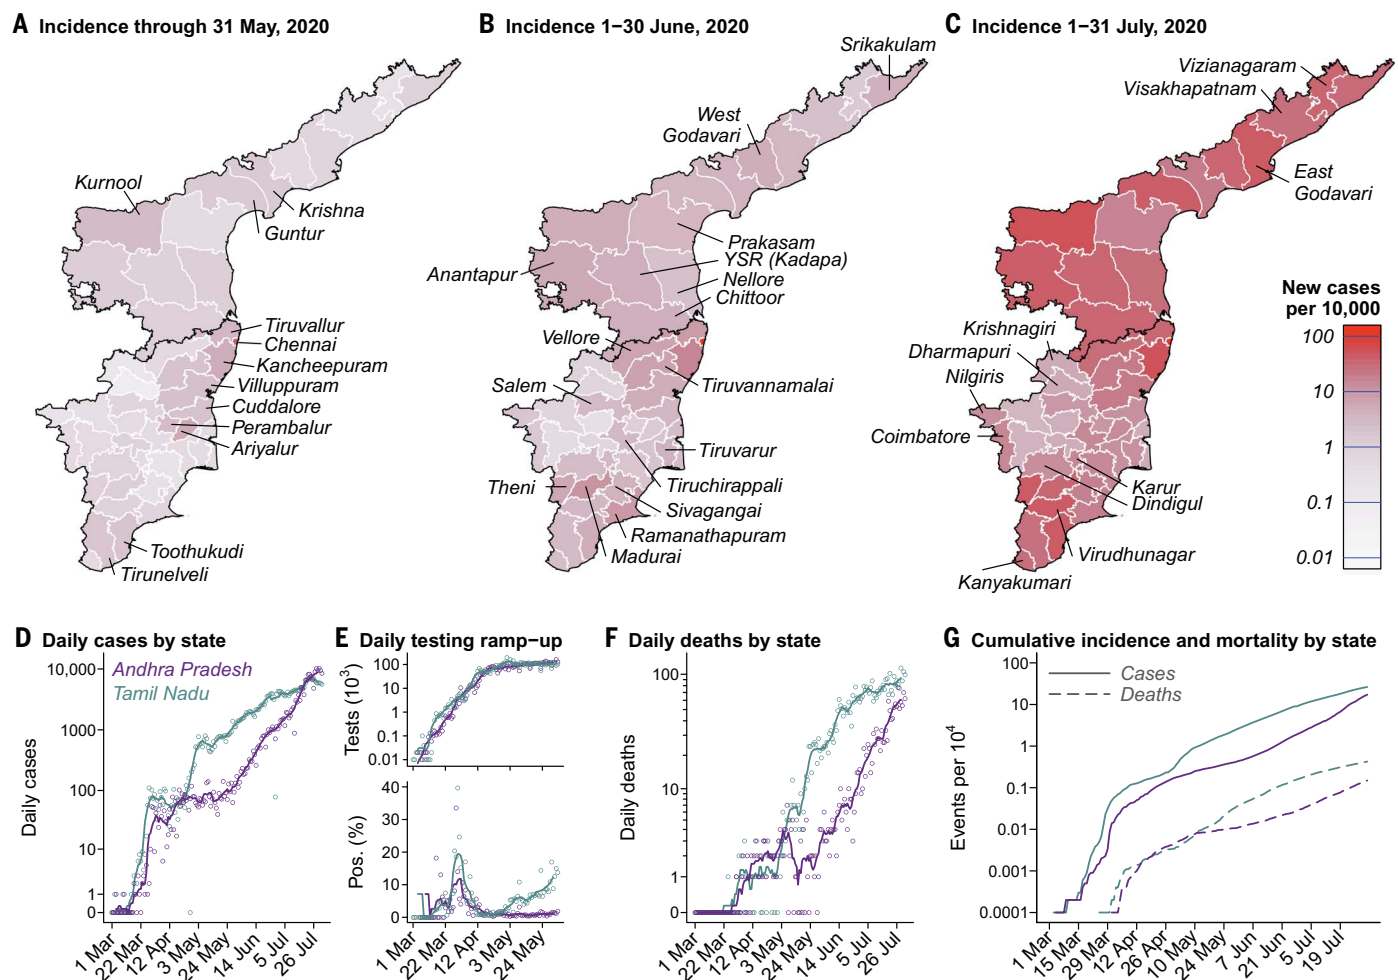 A Incidence through 31 May, 2020
B Incidence 1–30 June, 2020
C Incidence 1–31 July, 2020
Kurnool
Krishna
Guntur
Tiruvallur
Chennai
Kancheepuram
Villuppuram
Cuddalore
Perambalur
Ariyalur
Toothukudi
Tirunelveli
Srikakulam
West
Godavari
Prakasam
YSR (Kadapa)
Anantapur
Nellore
Chittoor
Vellore
Salem
Tiruvannamalai
Tiruvarur
Theni
Tiruchirappali
Sivagangai
Ramanathapuram
Madurai
Vizianagaram
Visakhapatnam
East
Godavari
Krishnagiri
Dharmapuri
Nilgiris
Coimbatore
Karur
Dindigul
Virudhunagar
Kanyakumari
New cases
per 10,000
100
10
1
0.1
0.01
D Daily cases by state
Andhra Pradesh
Tamil Nadu
Daily cases
10,000
1000
100
10
1
0
1 Mar
22 Mar
12 Apr
3 May
24 May
14 Jun
5 Jul
26 Jul
E Daily testing ramp–up
Tests (10³)
100
10
1
0.1
0.01
Pos. (%)
40
30
20
10
0
1 Mar
22 Mar
12 Apr
3 May
24 May
F Daily deaths by state
Daily deaths
100
10
1
0
1 Mar
22 Mar
12 Apr
3 May
24 May
14 Jun
5 Jul
26 Jul
G Cumulative incidence and mortality by state
Cases
Deaths
Events per 10⁴
100
10
1
0.1
0.01
0.001
0.0001
1 Mar
15 Mar
29 Mar
12 Apr
26 Apr
10 May
24 May
7 Jun
21 Jun
5 Jul
19 Jul